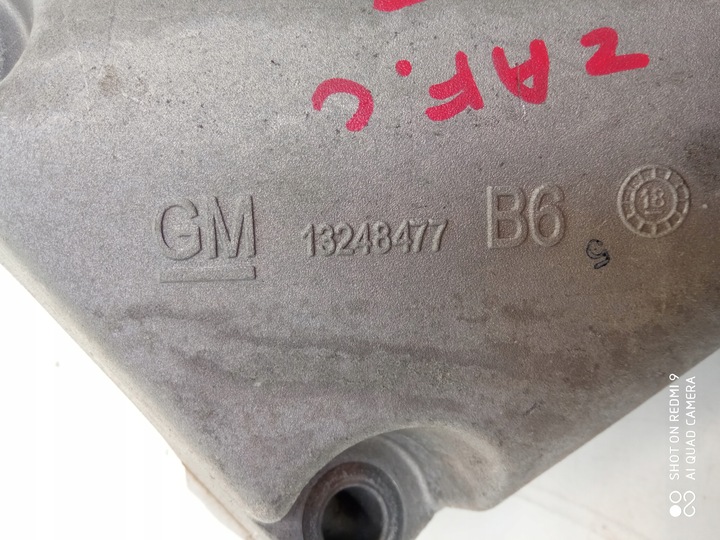 ZAF.C
GM 13248477 B6 18
SHOT ON REDMI 9
AI QUAD CAMERA